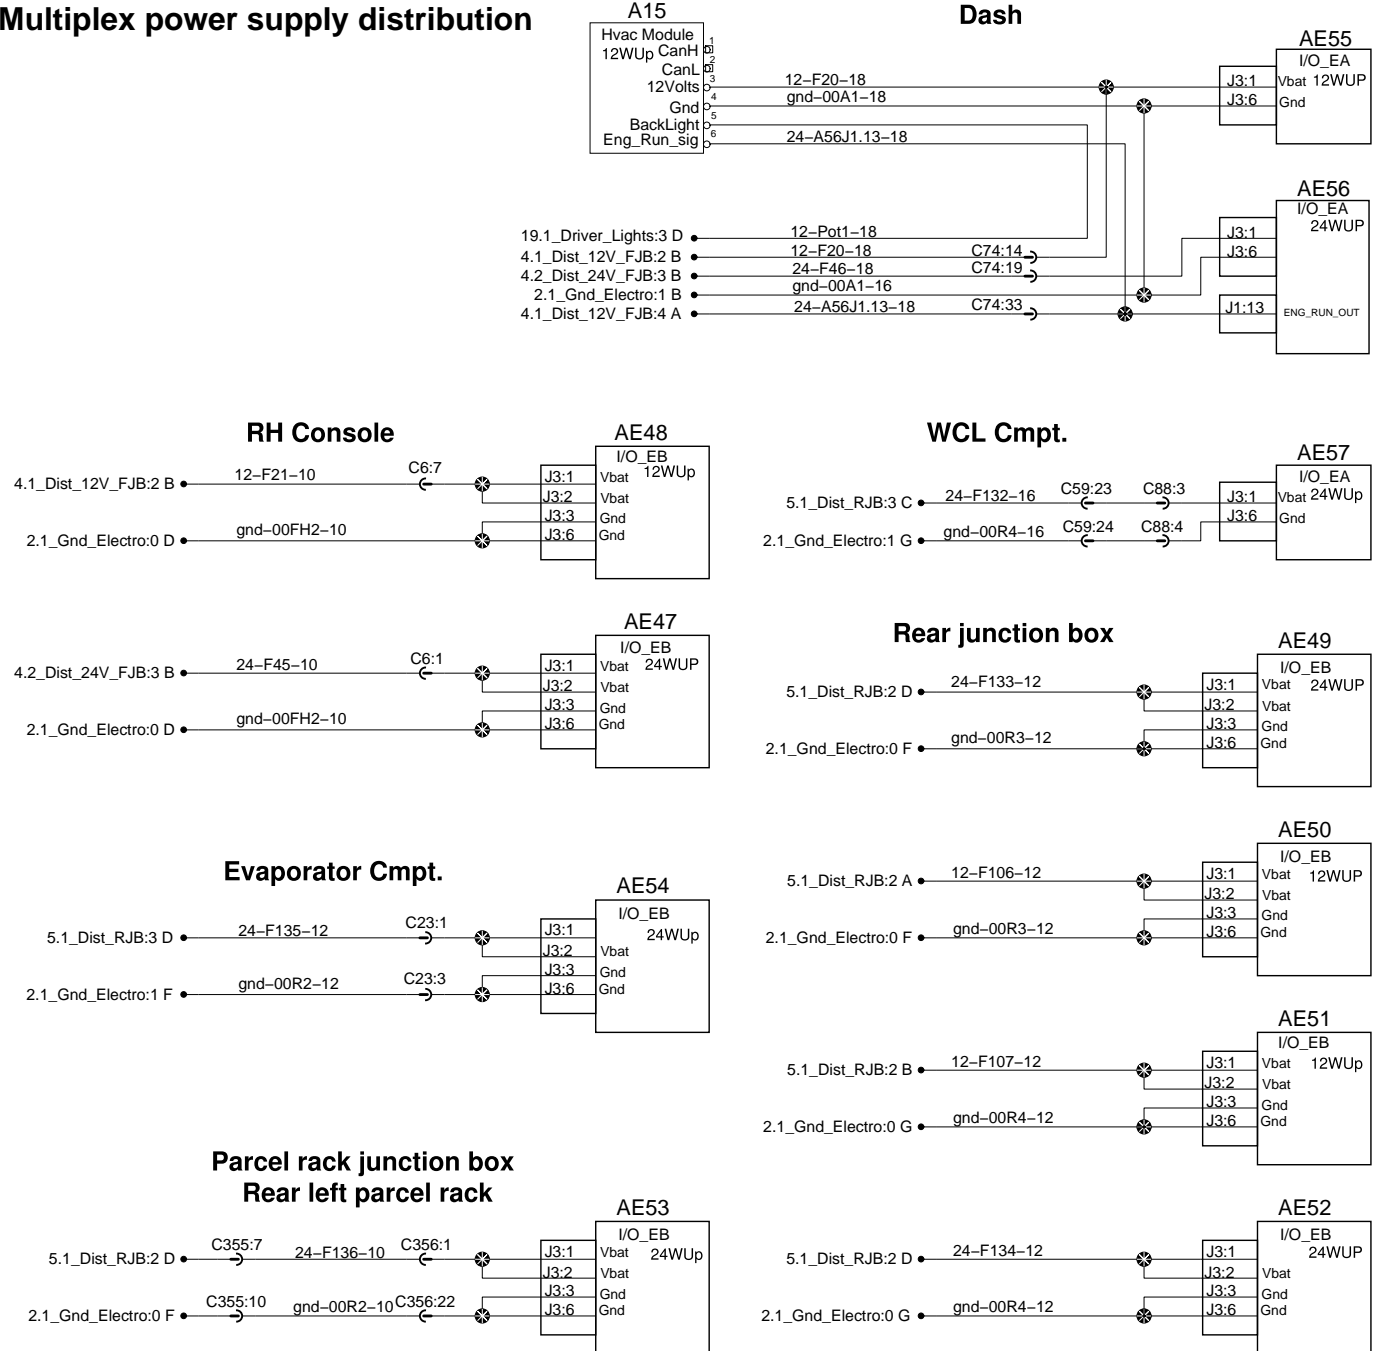 Multiplex power supply distribution
A15
Dash
Hvac Module
12WUp
CanH
1
CanL
2
12Volts
3
12–F20–18
Gnd
4
gnd–00A1–18
BackLight
5
Eng_Run_sig
6
24–A56J1.13–18
AE55
I/O_EA
J3:1
Vbat 12WUP
J3:6
Gnd
AE56
I/O_EA
24WUP
J3:1
J3:6
J1:13
ENG_RUN_OUT
19.1_Driver_Lights:3 D
12–Pot1–18
4.1_Dist_12V_FJB:2 B
12–F20–18
C74:14
4.2_Dist_24V_FJB:3 B
24–F46–18
C74:19
2.1_Gnd_Electro:1 B
gnd–00A1–16
4.1_Dist_12V_FJB:4 A
24–A56J1.13–18
C74:33
RH Console
AE48
I/O_EB
12WUp
4.1_Dist_12V_FJB:2 B
12–F21–10
C6:7
J3:1
Vbat
J3:2
Vbat
J3:3
Gnd
2.1_Gnd_Electro:0 D
gnd–00FH2–10
J3:6
Gnd
WCL Cmpt.
AE57
I/O_EA
5.1_Dist_RJB:3 C
24–F132–16
C59:23
C88:3
J3:1
Vbat 24WUp
2.1_Gnd_Electro:1 G
gnd–00R4–16
C59:24
C88:4
J3:6
Gnd
AE47
I/O_EB
24WUP
4.2_Dist_24V_FJB:3 B
24–F45–10
C6:1
J3:1
Vbat
J3:2
Vbat
J3:3
Gnd
2.1_Gnd_Electro:0 D
gnd–00FH2–10
J3:6
Gnd
Rear junction box
AE49
I/O_EB
24WUP
5.1_Dist_RJB:2 D
24–F133–12
J3:1
Vbat
J3:2
Vbat
J3:3
Gnd
2.1_Gnd_Electro:0 F
gnd–00R3–12
J3:6
Gnd
AE50
I/O_EB
12WUP
5.1_Dist_RJB:2 A
12–F106–12
J3:1
Vbat
J3:2
Vbat
J3:3
Gnd
2.1_Gnd_Electro:0 F
gnd–00R3–12
J3:6
Gnd
Evaporator Cmpt.
AE54
I/O_EB
24WUp
5.1_Dist_RJB:3 D
24–F135–12
C23:1
J3:1
J3:2
Vbat
J3:3
Gnd
2.1_Gnd_Electro:1 F
gnd–00R2–12
C23:3
J3:6
Gnd
AE51
I/O_EB
12WUp
5.1_Dist_RJB:2 B
12–F107–12
J3:1
Vbat
J3:2
Vbat
J3:3
Gnd
2.1_Gnd_Electro:0 G
gnd–00R4–12
J3:6
Gnd
Parcel rack junction box
Rear left parcel rack
AE53
I/O_EB
24WUp
5.1_Dist_RJB:2 D
C355:7
24–F136–10
C356:1
J3:1
Vbat
J3:2
Vbat
J3:3
Gnd
2.1_Gnd_Electro:0 F
C355:10
gnd–00R2–10
C356:22
J3:6
Gnd
AE52
I/O_EB
24WUP
5.1_Dist_RJB:2 D
24–F134–12
J3:1
J3:2
Vbat
J3:3
Gnd
2.1_Gnd_Electro:0 G
gnd–00R4–12
J3:6
Gnd